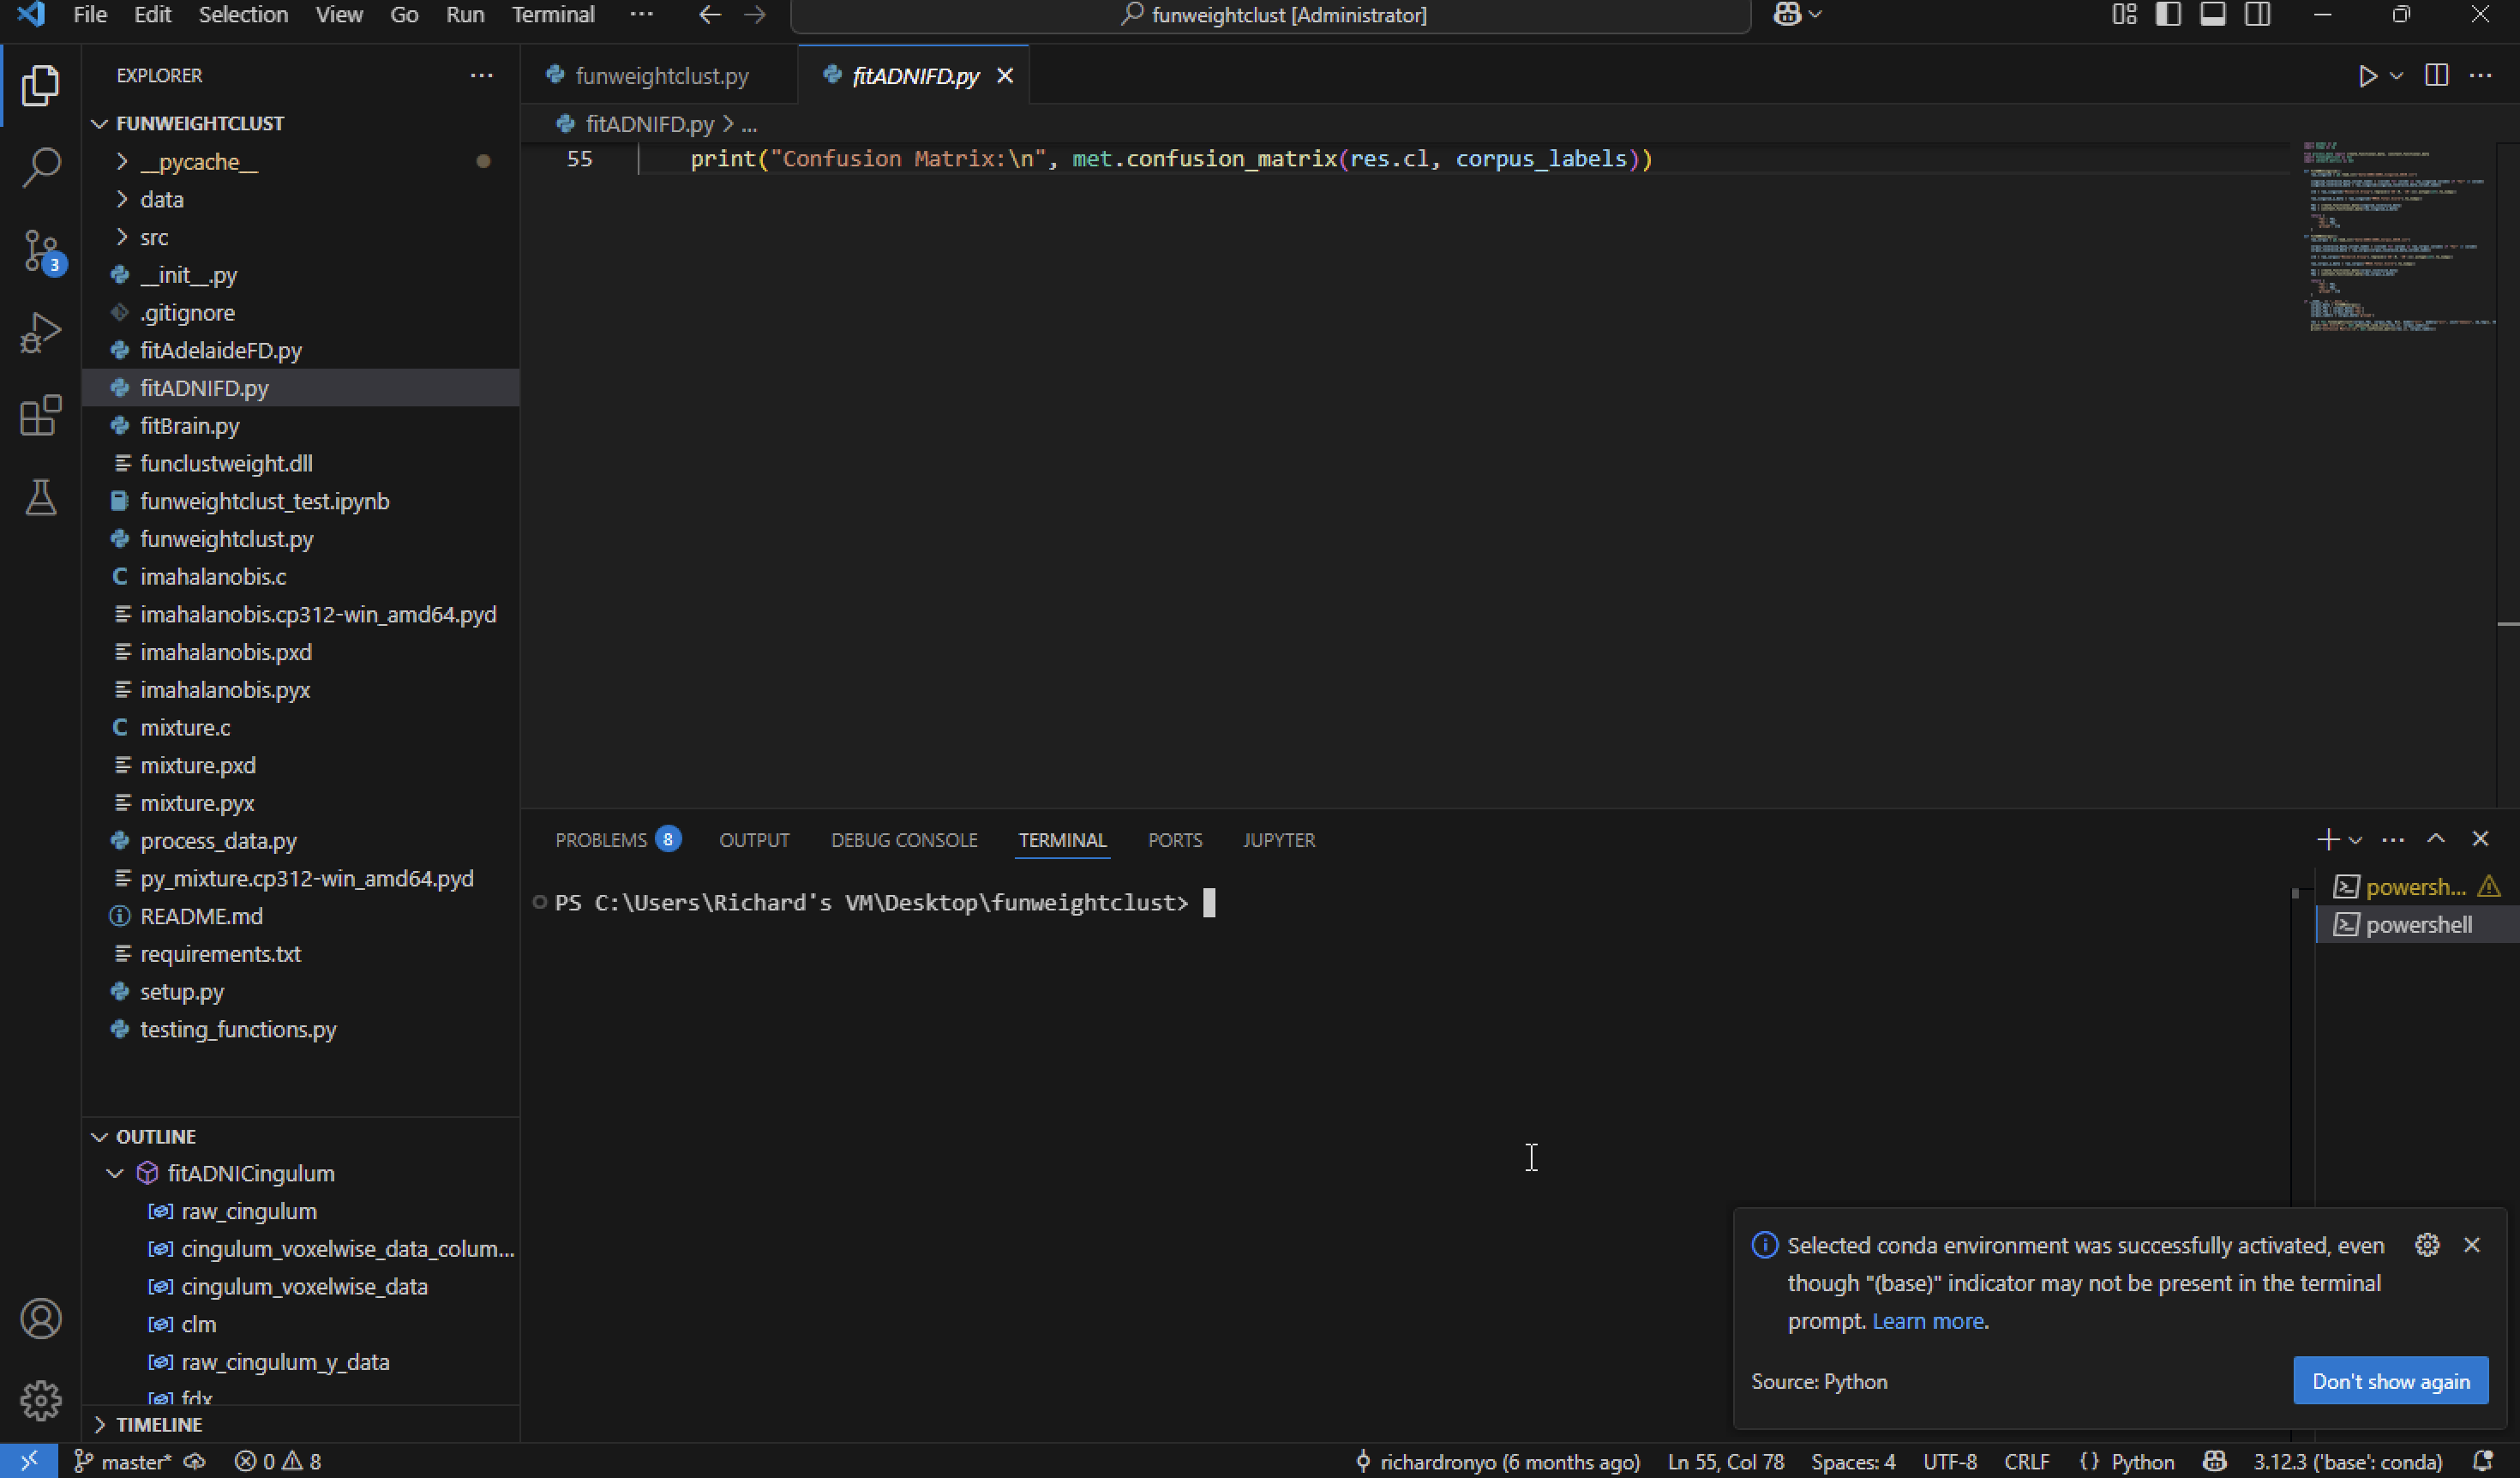 File Edit Selection View Go Run Terminal ··· funweightclust [Administrator]
EXPLORER ···
funweightclust.py fitADNIFD.py
FUNWEIGHTCLUST
fitADNIFD.py > ...
__pycache__
data
src
__init__.py
.gitignore
fitAdelaideFD.py
fitADNIFD.py
fitBrain.py
funclustweight.dll
funweightclust_test.ipynb
funweightclust.py
imahalanobis.c
imahalanobis.cp312-win_amd64.pyd
imahalanobis.pxd
imahalanobis.pyx
mixture.c
mixture.pxd
mixture.pyx
process_data.py
py_mixture.cp312-win_amd64.pyd
README.md
requirements.txt
setup.py
testing_functions.py
3
OUTLINE
fitADNICingulum
raw_cingulum
cingulum_voxelwise_data_colum...
cingulum_voxelwise_data
clm
raw_cingulum_y_data
fdx
TIMELINE
55 print("Confusion Matrix:\n", met.confusion_matrix(res.cl, corpus_labels))
PROBLEMS 8 OUTPUT DEBUG CONSOLE TERMINAL PORTS JUPYTER
PS C:\Users\Richard's VM\Desktop\funweightclust>
powersh...
powershell
Selected conda environment was successfully activated, even
though "(base)" indicator may not be present in the terminal
prompt. Learn more.
Source: Python
Don't show again
master* 0 8 richardronyo (6 months ago) Ln 55, Col 78 Spaces: 4 UTF-8 CRLF {} Python 3.12.3 ('base': conda)